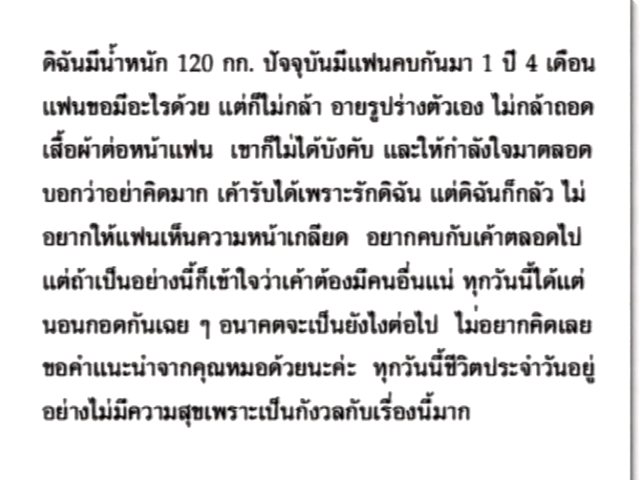 ดิฉันมีน้ำหนัก 120 กก. ปัจจุบันมีแฟนคบกันมา 1 ปี 4 เดือน
แฟนขอมีอะไรด้วย แต่ก็ไม่กล้า อายรูปร่างตัวเอง ไม่กล้าถอด
เสื้อผ้าต่อหน้าแฟน เขาก็ไม่ได้บังคับ และให้กำลังใจมาตลอด
บอกว่าอย่าคิดมาก เค้ารับได้เพราะรักดิฉัน แต่ดิฉันก็กลัว ไม่
อยากให้แฟนเห็นความหน้าเกลียด อยากคบกับเค้าตลอดไป
แต่ถ้าเป็นอย่างนี้ก็เข้าใจว่าเค้าต้องมีคนอื่นแน่ ทุกวันนี้ได้แต่
นอนกอดกันเฉย ๆ อนาคตจะเป็นยังไงต่อไป ไม่อยากคิดเลย
ขอคำแนะนำจากคุณหมอด้วยนะค่ะ ทุกวันนี้ชีวิตประจำวันอยู่
อย่างไม่มีความสุขเพราะเป็นกังวลกับเรื่องนี้มาก